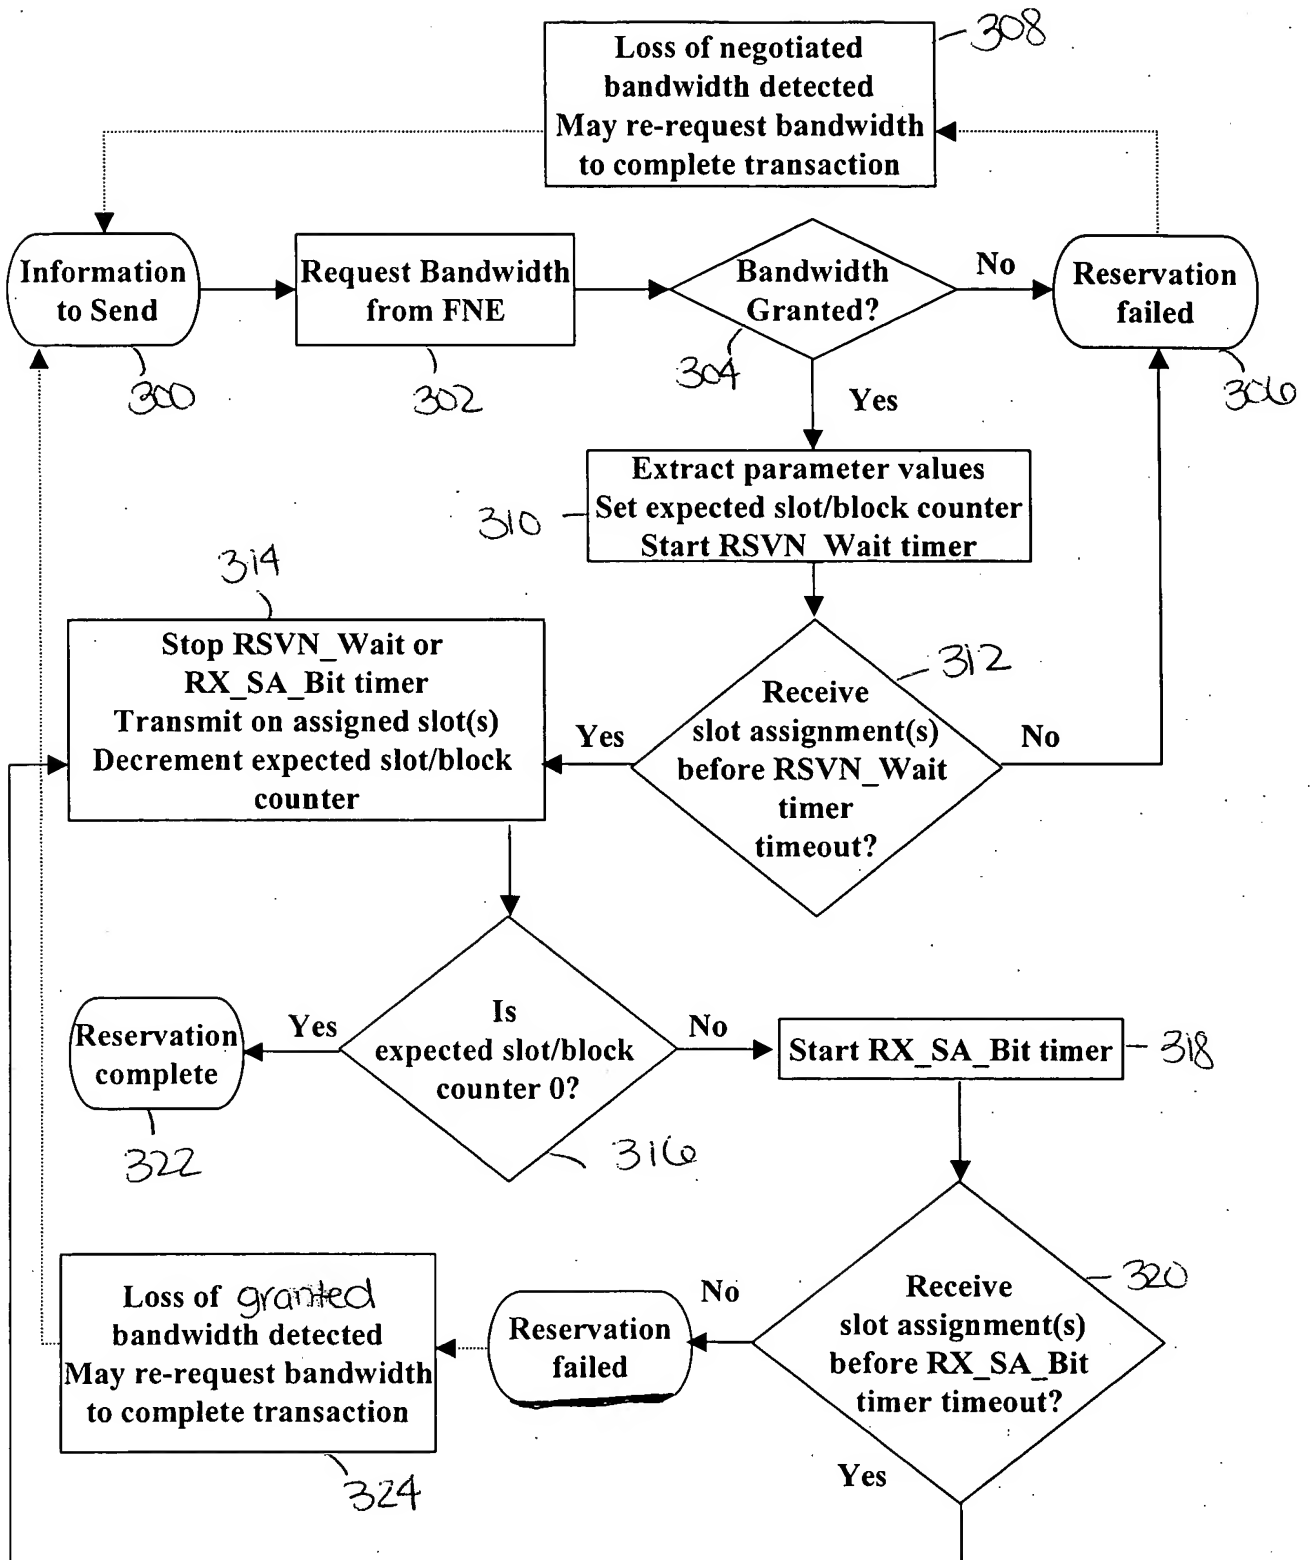 Loss of negotiated
bandwidth detected
May re-request bandwidth
to complete transaction
308
Information
to Send
300
Request Bandwidth
from FNE
302
Bandwidth
Granted?
304
No
Reservation
failed
306
Yes
Extract parameter values
Set expected slot/block counter
Start RSVN_Wait timer
310
314
Stop RSVN_Wait or
RX_SA_Bit timer
Transmit on assigned slot(s)
Decrement expected slot/block
counter
Yes
Receive
slot assignment(s)
before RSVN_Wait
timer
timeout?
312
No
Reservation
complete
322
Yes
Is
expected slot/block
counter 0?
316
No
Start RX_SA_Bit timer
318
Loss of granted
bandwidth detected
May re-request bandwidth
to complete transaction
324
Reservation
failed
No
Receive
slot assignment(s)
before RX_SA_Bit
timer timeout?
320
Yes